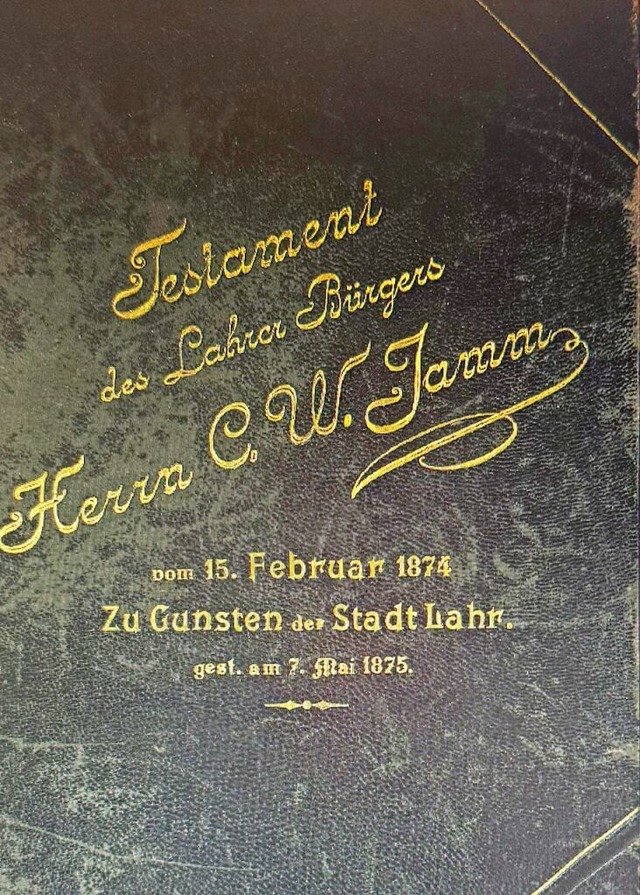 Testament
des Lahrer Bürgers
Herrn C. W. Jamm
vom 15. Februar 1874
Zu Gunsten der Stadt Lahr.
gest. am 7. Mai 1875.